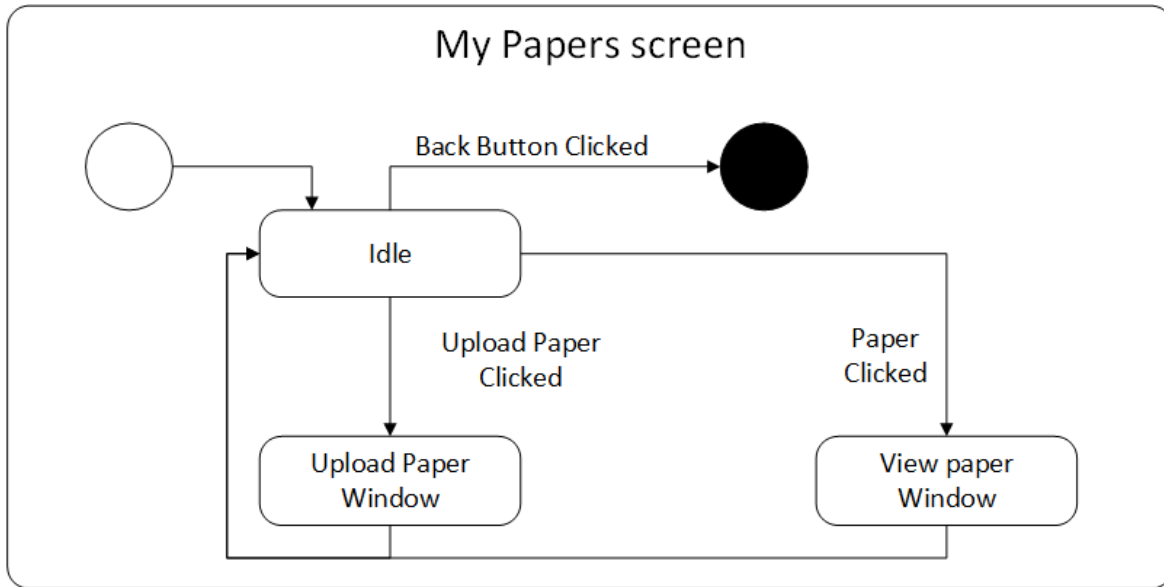 My Papers screen
Back Button Clicked
Idle
Upload Paper
Clicked
Paper
Clicked
Upload Paper
Window
View paper
Window